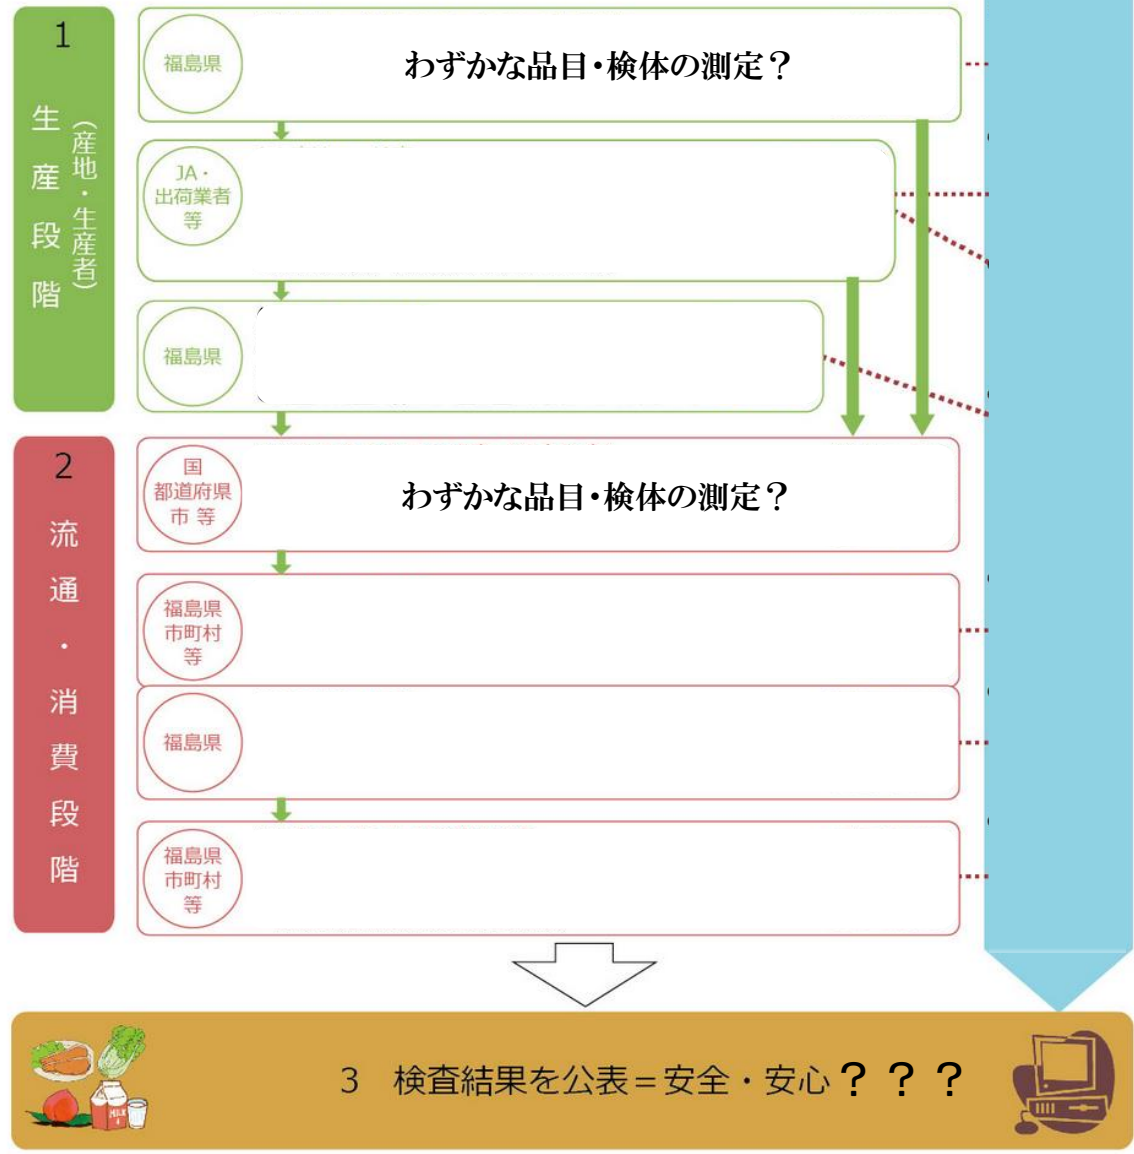 1
生産段階
（産地・生産者）
福島県
わずかな品目・検体の測定？
JA・
出荷業者
等
福島県
2
流通・消費段階
国
都道府県
市 等
わずかな品目・検体の測定？
福島県
市町村
等
福島県
福島県
市町村
等
3　検査結果を公表＝安全・安心？？？
MILK